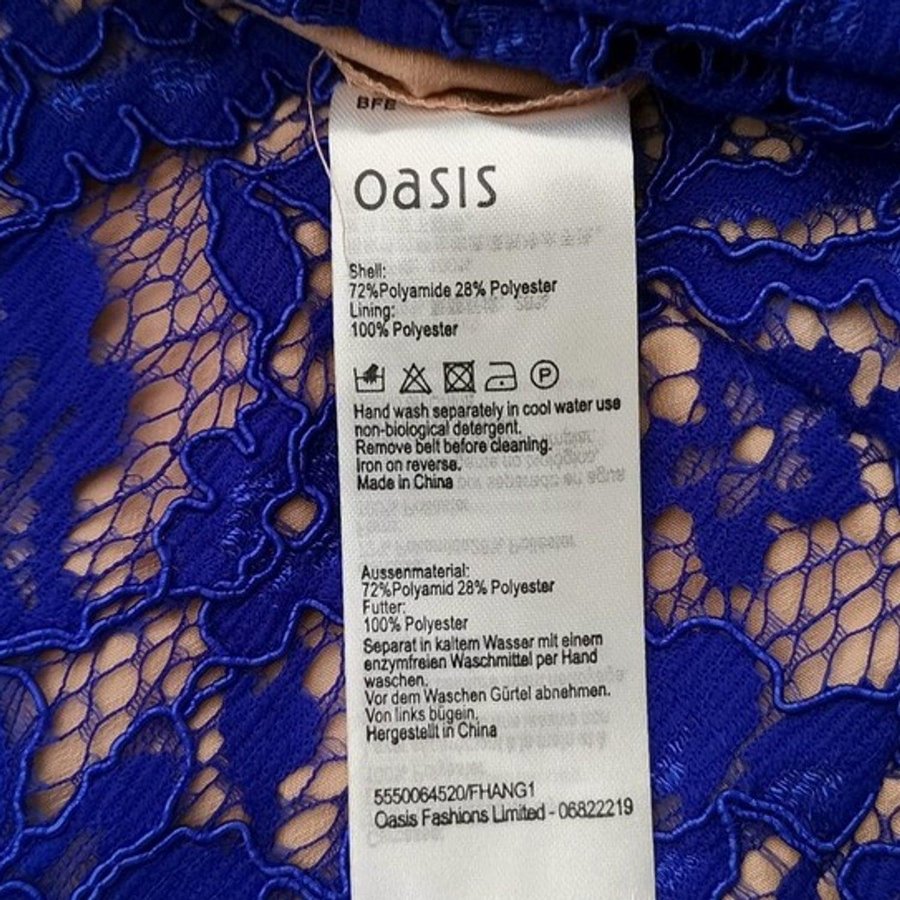 BFE
oasis
Shell:
72%Polyamide 28% Polyester
Lining:
100% Polyester
P
Hand wash separately in cool water use
non-biological detergent.
Remove belt before cleaning.
Iron on reverse.
Made in China
Aussenmaterial:
72%Polyamid 28% Polyester
Futter:
100% Polyester
Separat in kaltem Wasser mit einem
enzymfreien Waschmittel per Hand
waschen.
Vor dem Waschen Gürtel abnehmen.
Von links bügeln.
Hergestellt in China
5550064520/FHANG1
Oasis Fashions Limited - 06822219